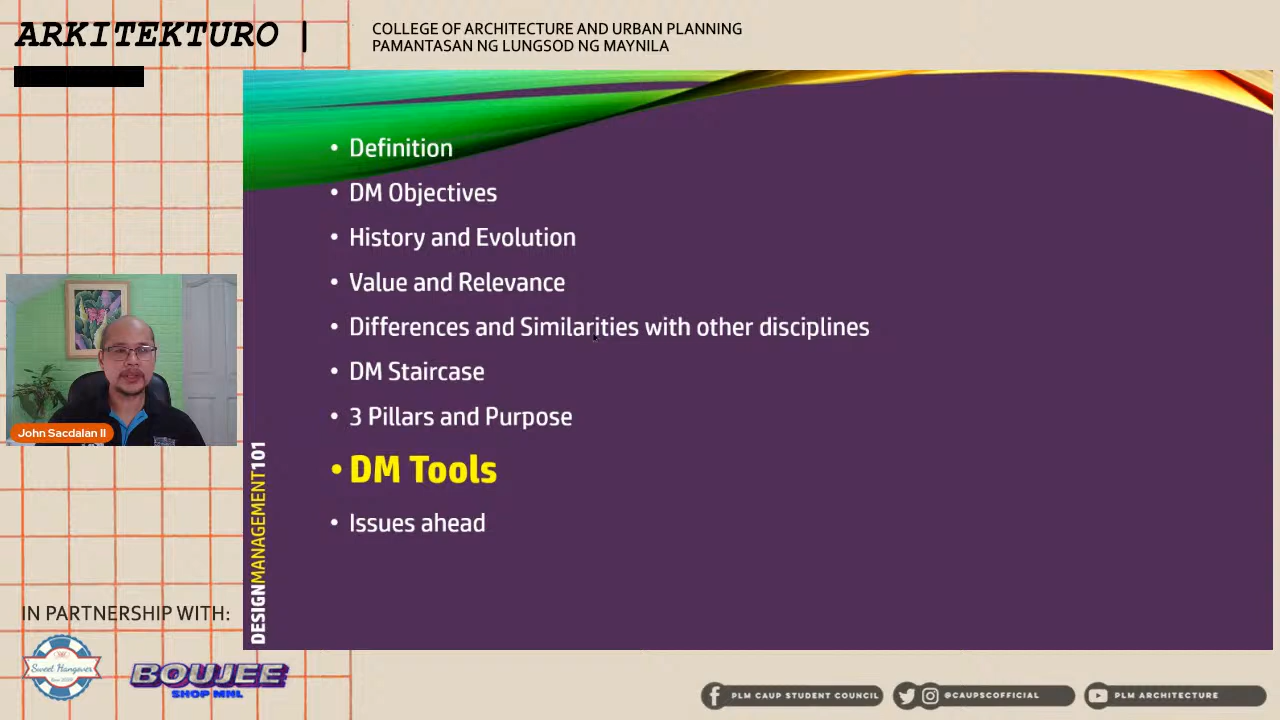 ARKITEKTURO |
COLLEGE OF ARCHITECTURE AND URBAN PLANNING
PAMANTASAN NG LUNGSOD NG MAYNILA
• Definition
• DM Objectives
• History and Evolution
• Value and Relevance
• Differences and Similarities with other disciplines
• DM Staircase
• 3 Pillars and Purpose
• DM Tools
• Issues ahead
DESIGNMANAGEMENT101
John Sacdalan II
IN PARTNERSHIP WITH:
Sweet Hangover
BOUJEE
SHOP MNL
PLM CAUP STUDENT COUNCIL
@CAUPSCOFFICIAL
PLM ARCHITECTURE